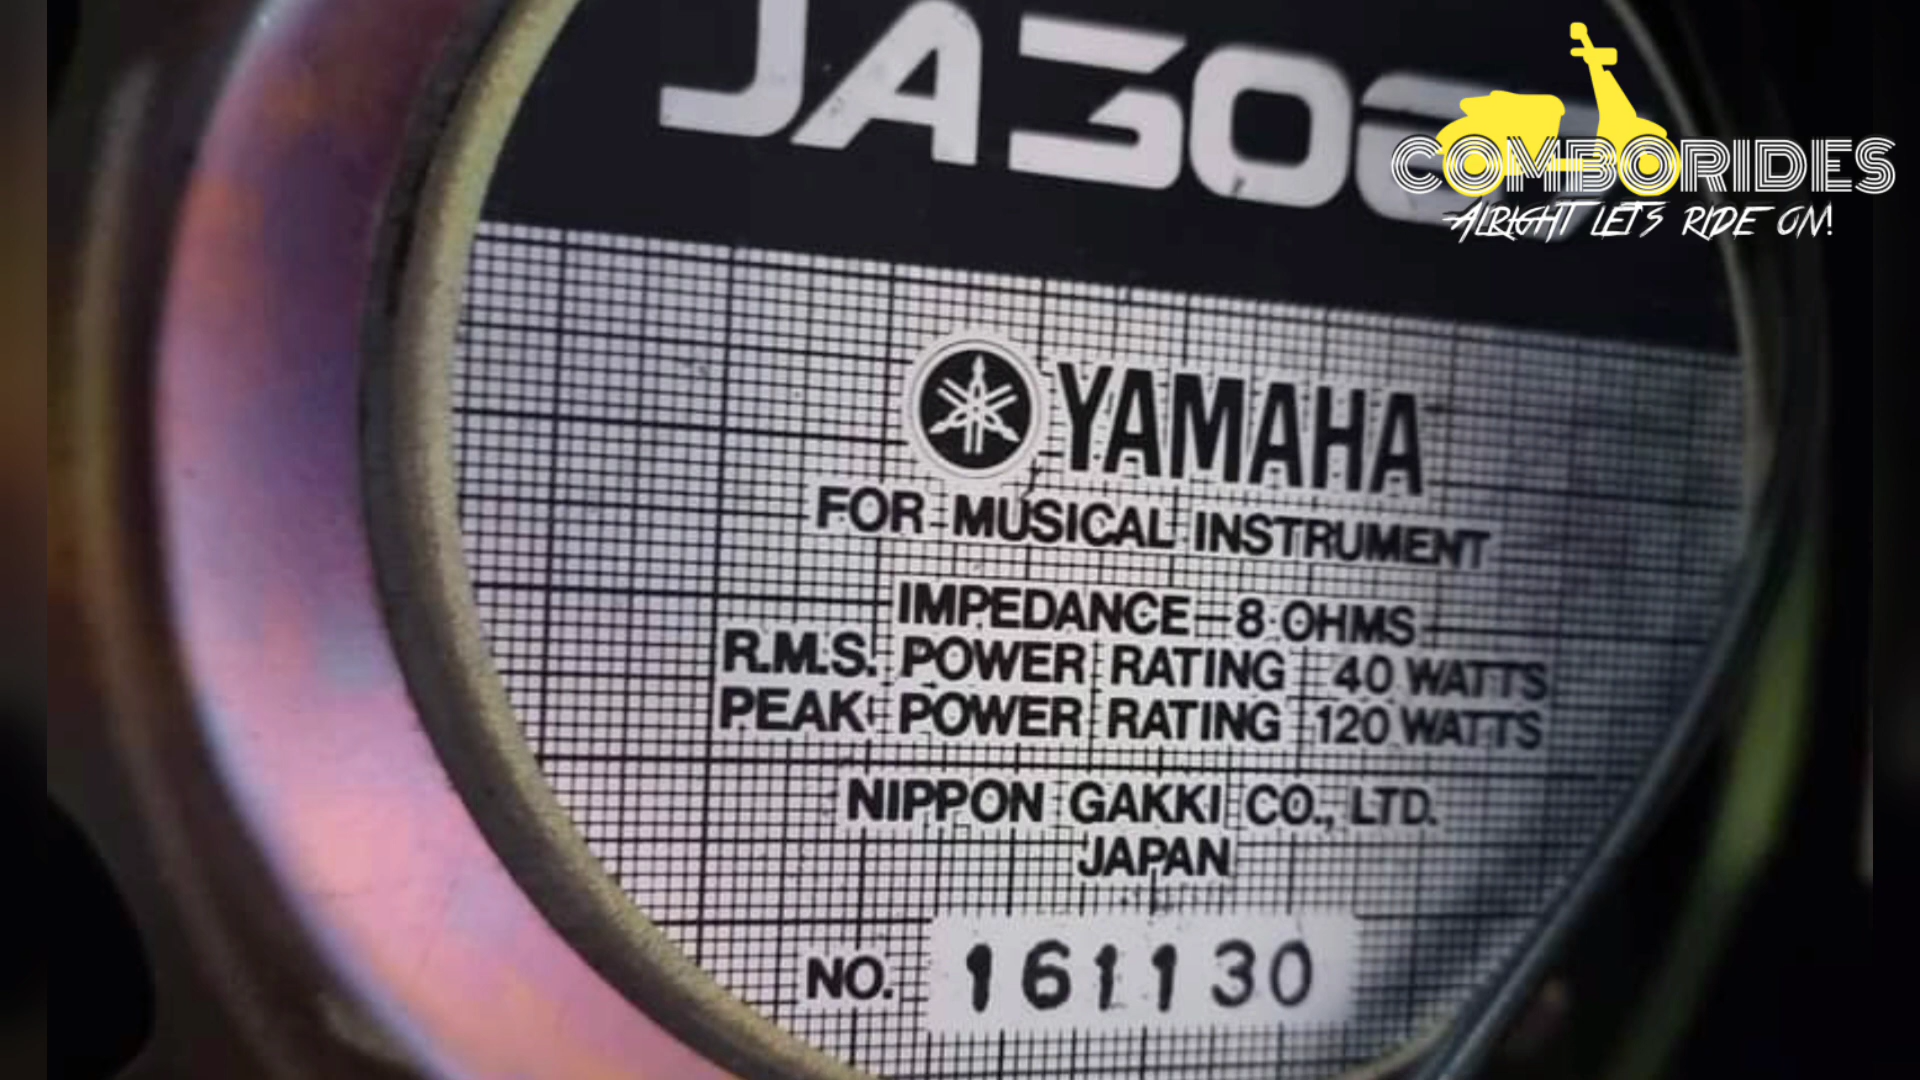 COMBORIDES
ALRIGHT LET'S RIDE ON!
YAMAHA
FOR MUSICAL INSTRUMENT
IMPEDANCE 8 OHMS
R.M.S. POWER RATING 40 WATTS
PEAK POWER RATING 120 WATTS
NIPPON GAKKI CO., LTD.
JAPAN
NO. 161130